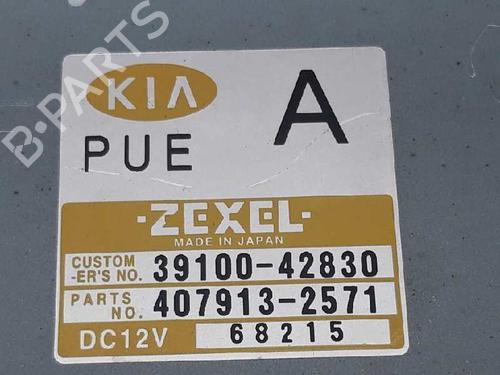 KIA
A
PUE
·ZEXEL·
MADE IN JAPAN
CUSTOM
-ER'S NO. 39100-42830
PARTS
NO. 407913-2571
DC12V 68215
B-PARTS